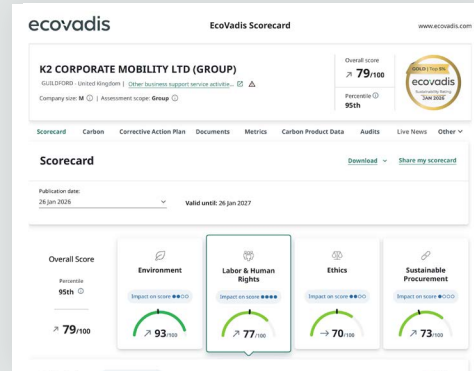 ecovadis
EcoVadis Scorecard
www.ecovadis.com
K2 CORPORATE MOBILITY LTD (GROUP)
GUILDFORD - United Kingdom | Other business support service activitie...
Company size: M | Assessment scope: Group
Overall score
79/100
Percentile
95th
GOLD | Top 5%
ecovadis
Sustainability Rating
JAN 2026
Scorecard Carbon Corrective Action Plan Documents Metrics Carbon Product Data Audits Live News Other
Scorecard
Download
Share my scorecard
Publication date:
26 Jan 2026
Valid until: 26 Jan 2027
Overall Score
Percentile
95th
79/100
Environment
Impact on score
93/100
Labor & Human
Rights
Impact on score
77/100
Ethics
Impact on score
70/100
Sustainable
Procurement
Impact on score
73/100